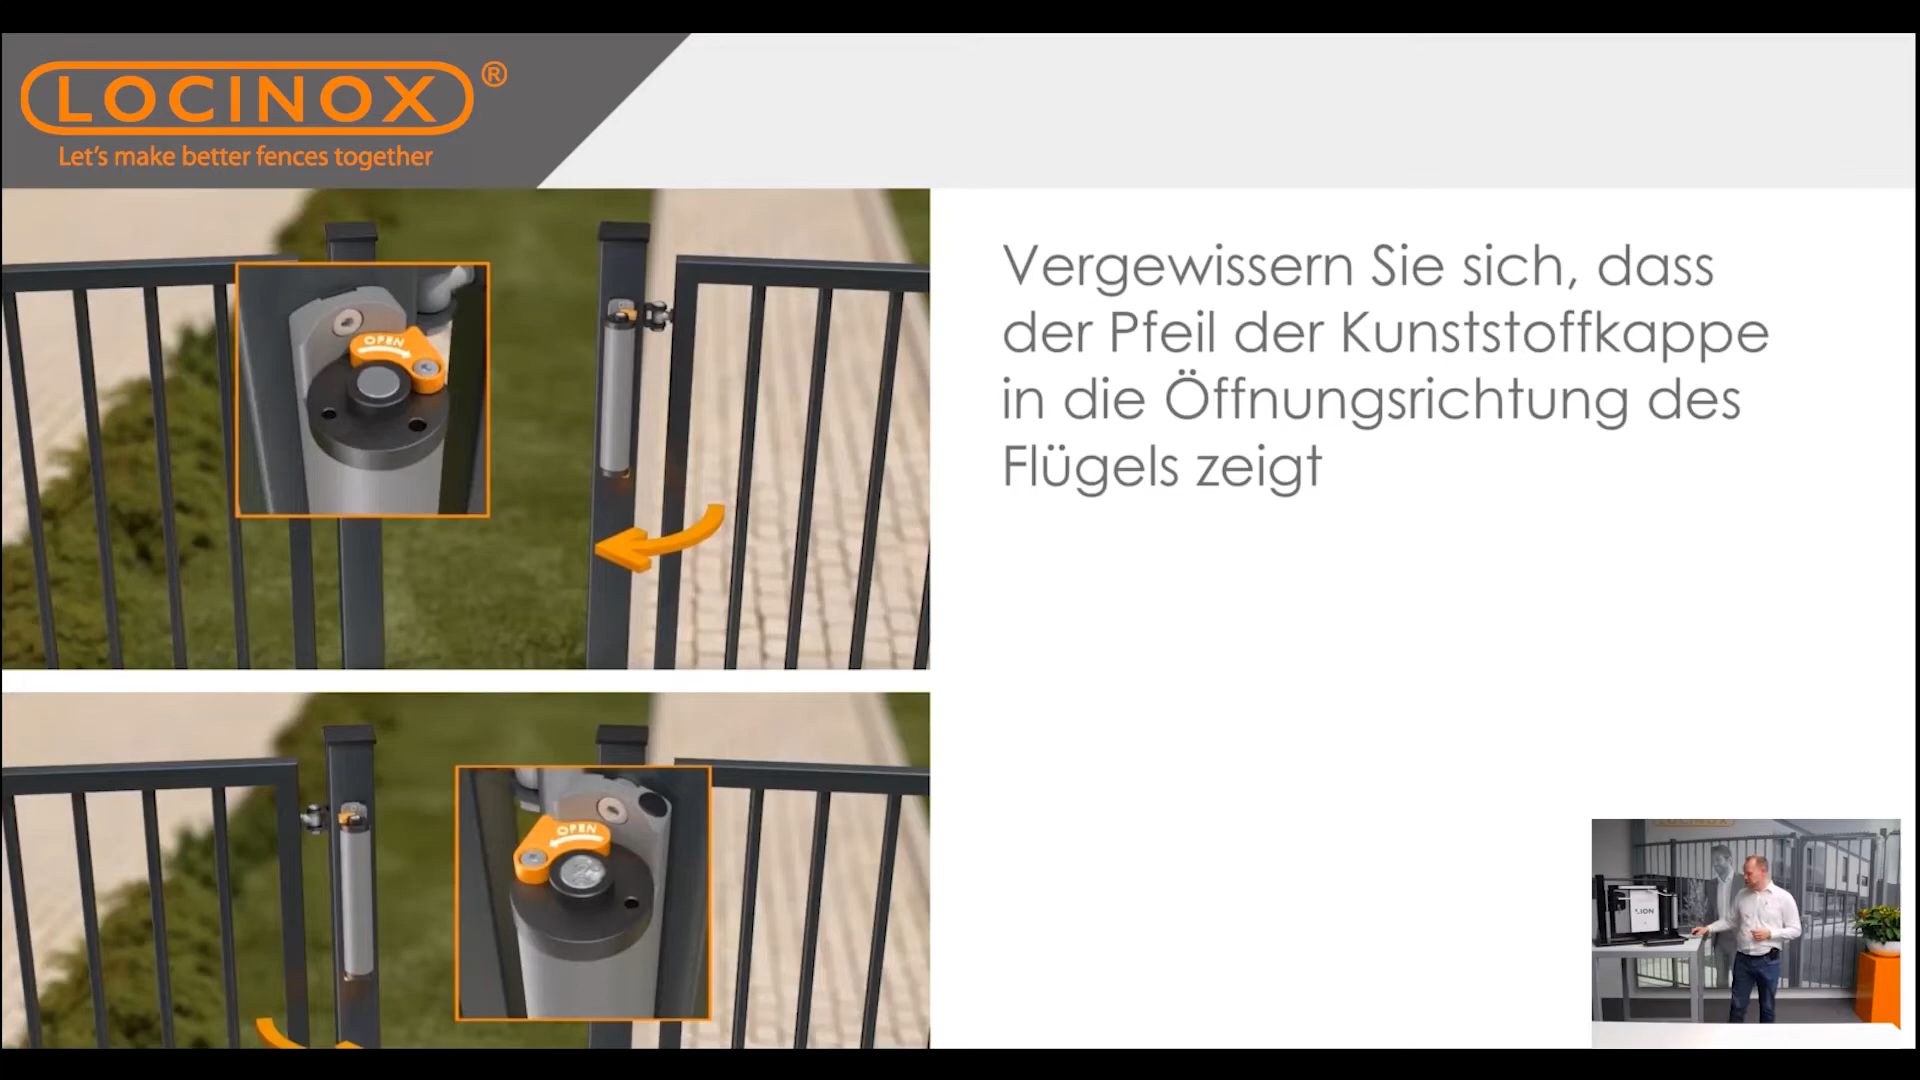 LOCINOX®
Let's make better fences together
Vergewissern Sie sich, dass
der Pfeil der Kunststoffkappe
in die Öffnungsrichtung des
Flügels zeigt
OPEN
OPEN
LION